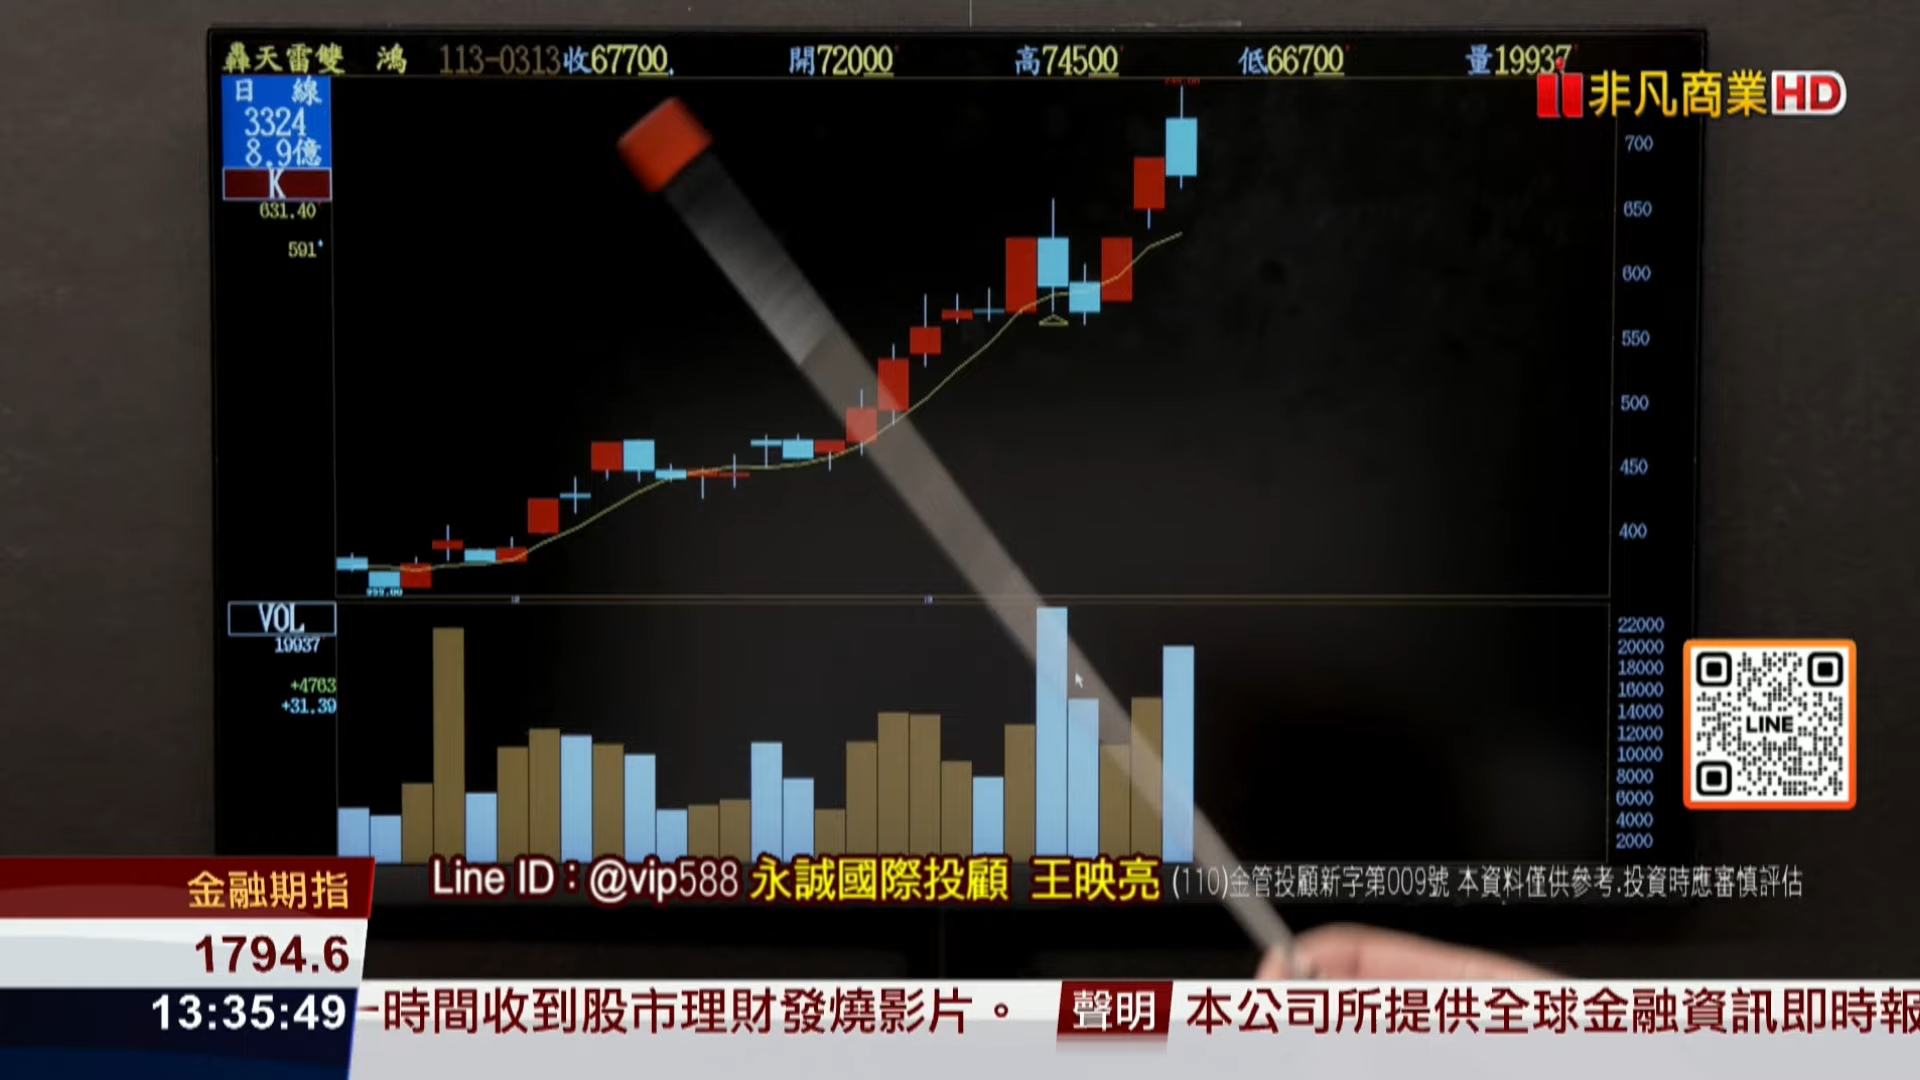 轟天雷雙 鴻 113-0313收67700 開72000 高74500 低66700 量19937
非凡商業HD
日 線
3324
8.9億
K
631.40
591
700
650
600
550
500
450
400
VOL
19937
+4763
+31.39
22000
20000
18000
16000
14000
12000
10000
8000
6000
4000
2000
LINE
Line ID:@vip588 永誠國際投顧 王映亮 (110)金管投顧新字第009號 本資料僅供參考.投資時應審慎評估
金融期指
1794.6
13:35:49
一時間收到股市理財發燒影片。 聲明 本公司所提供全球金融資訊即時報